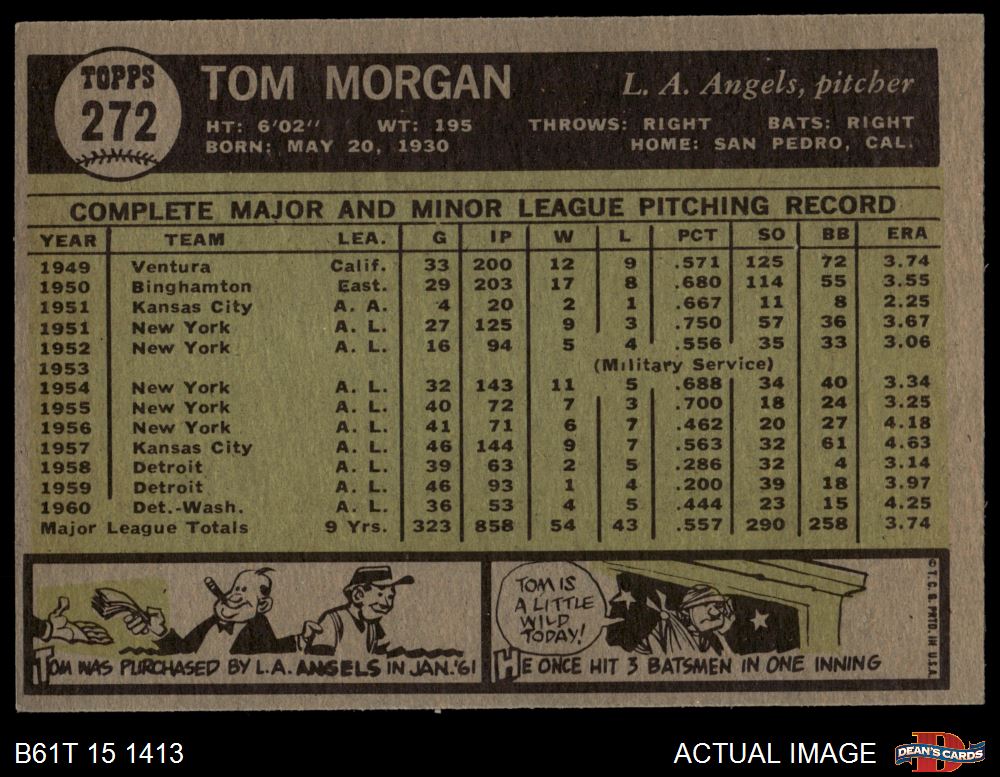 TOPPS
272
TOM MORGAN
L. A. Angels, pitcher
HT: 6'02" WT: 195 THROWS: RIGHT BATS: RIGHT
BORN: MAY 20, 1930 HOME: SAN PEDRO, CAL.
COMPLETE MAJOR AND MINOR LEAGUE PITCHING RECORD
YEAR TEAM LEA. G IP W L PCT SO BB ERA
1949 Ventura Calif. 33 200 12 9 .571 125 72 3.74
1950 Binghamton East. 29 203 17 8 .680 114 55 3.55
1951 Kansas City A. A. 4 20 2 1 .667 11 8 2.25
1951 New York A. L. 27 125 9 3 .750 57 36 3.67
1952 New York A. L. 16 94 5 4 .556 35 33 3.06
1953 (Military Service)
1954 New York A. L. 32 143 11 5 .688 34 40 3.34
1955 New York A. L. 40 72 7 3 .700 18 24 3.25
1956 New York A. L. 41 71 6 7 .462 20 27 4.18
1957 Kansas City A. L. 46 144 9 7 .563 32 61 4.63
1958 Detroit A. L. 39 63 2 5 .286 32 4 3.14
1959 Detroit A. L. 46 93 1 4 .200 39 18 3.97
1960 Det.-Wash. A. L. 36 53 4 5 .444 23 15 4.25
Major League Totals 9 Yrs. 323 858 54 43 .557 290 258 3.74
TOM WAS PURCHASED BY L.A. ANGELS IN JAN.'61
TOM IS
A LITTLE
WILD
TODAY!
HE ONCE HIT 3 BATSMEN IN ONE INNING
© T. C. G. PRTD. IN U.S.A.
B61T 15 1413
ACTUAL IMAGE
D
DEAN'S CARDS